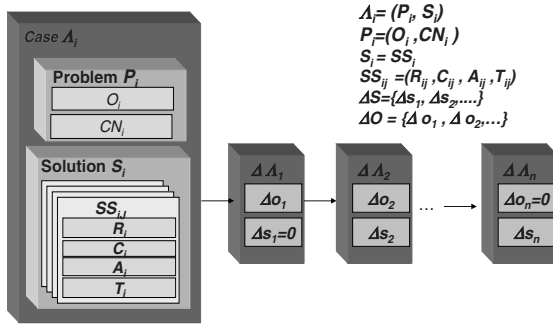 Case Λi
Problem Pi
Oi
CNi
Solution Si
SSi,j
Ri
Ci
Ai
Ti
Λi= (Pi, Si)
Pi=(Oi ,CNi )
Si = SSi
SSij =(Rij ,Cij , Aij ,Tij)
ΔS={Δs1, Δs2,....}
ΔO = {Δ o1 , Δ o2,…}
Δ Λ1
Δo1
Δs1=0
Δ Λ2
Δo2
Δs2
...
Δ Λn
Δon=0
Δsn